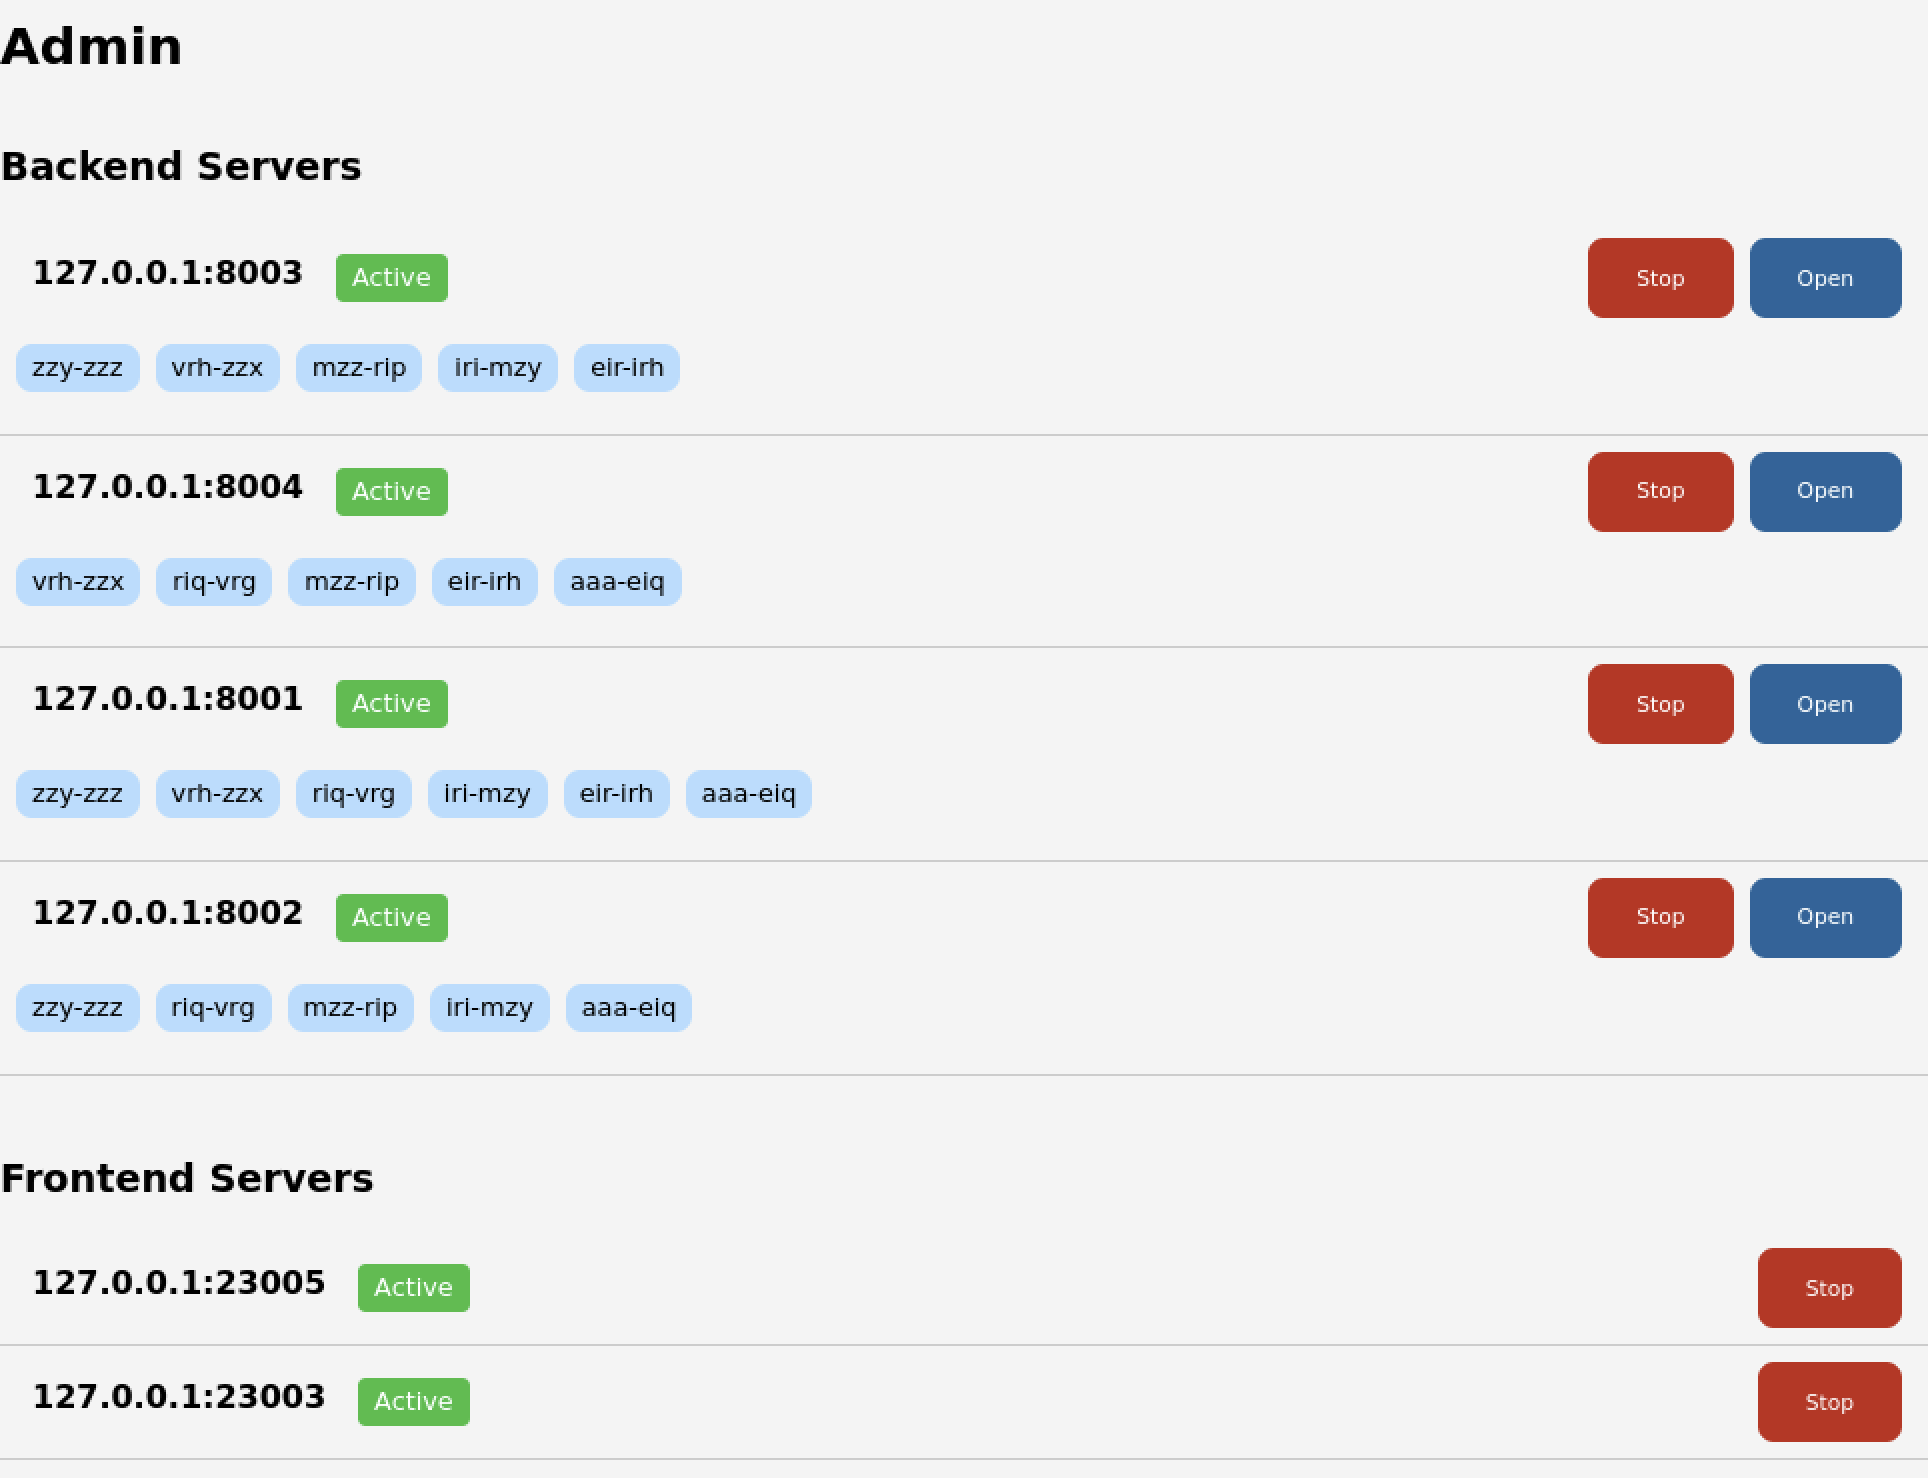 Admin
Backend Servers
127.0.0.1:8003 Active Stop Open
zzy-zzz vrh-zzx mzz-rip iri-mzy eir-irh
127.0.0.1:8004 Active Stop Open
vrh-zzx riq-vrg mzz-rip eir-irh aaa-eiq
127.0.0.1:8001 Active Stop Open
zzy-zzz vrh-zzx riq-vrg iri-mzy eir-irh aaa-eiq
127.0.0.1:8002 Active Stop Open
zzy-zzz riq-vrg mzz-rip iri-mzy aaa-eiq
Frontend Servers
127.0.0.1:23005 Active Stop
127.0.0.1:23003 Active Stop